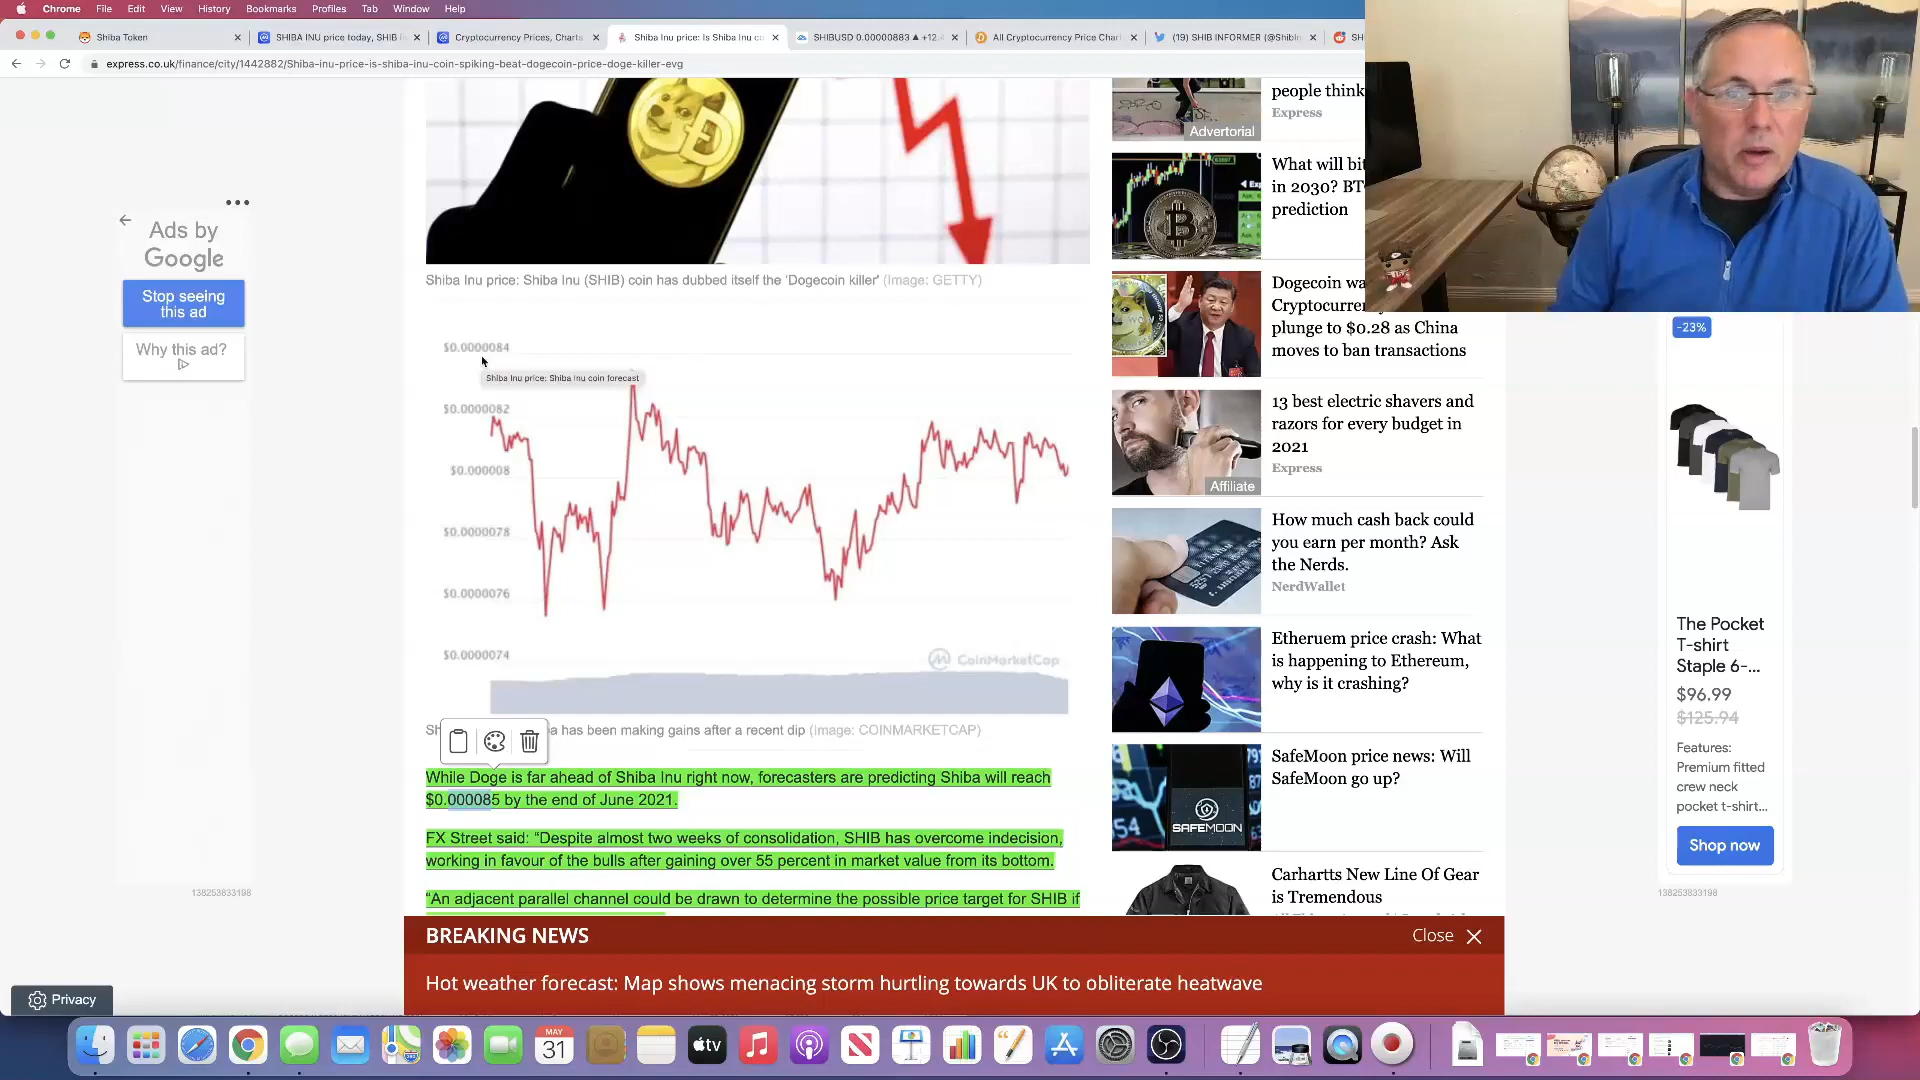 Chrome File Edit View History Bookmarks Profiles Tab Window Help
Shiba Token
SHIBA INU price today, SHIB
Cryptocurrency Prices, Charts
Shiba Inu price: Is Shiba Inu co
SHIBUSD 0.00000883 ▲ +12.
All Cryptocurrency Price Char
(19) SHIB INFORMER (@ShibIn
SH
express.co.uk/finance/city/1442882/Shiba-inu-price-is-shiba-inu-coin-spiking-beat-dogecoin-price-doge-killer-evg
Ads by
Google
Stop seeing
this ad
Why this ad?
138253833198
Shiba Inu price: Shiba Inu (SHIB) coin has dubbed itself the 'Dogecoin killer' (Image: GETTY)
$0.0000084
Shiba Inu price: Shiba Inu coin forecast
$0.0000082
$0.000008
$0.0000078
$0.0000076
$0.0000074
CoinMarketCap
Sh
a has been making gains after a recent dip (Image: COINMARKETCAP)
While Doge is far ahead of Shiba Inu right now, forecasters are predicting Shiba will reach
$0.000085 by the end of June 2021.
FX Street said: “Despite almost two weeks of consolidation, SHIB has overcome indecision,
working in favour of the bulls after gaining over 55 percent in market value from its bottom.
“An adjacent parallel channel could be drawn to determine the possible price target for SHIB if
people think
Express
Advertorial
What will bit
in 2030? BT
prediction
Dogecoin wa
Cryptocurre
plunge to $0.28 as China
moves to ban transactions
13 best electric shavers and
razors for every budget in
2021
Express
Affiliate
How much cash back could
you earn per month? Ask
the Nerds.
NerdWallet
Etheruem price crash: What
is happening to Ethereum,
why is it crashing?
SafeMoon price news: Will
SafeMoon go up?
SAFEMOON
Carhartts New Line Of Gear
is Tremendous
-23%
The Pocket
T-shirt
Staple 6-...
$96.99
$125.94
Features:
Premium fitted
crew neck
pocket t-shirt...
Shop now
138253833198
BREAKING NEWS
Close
Hot weather forecast: Map shows menacing storm hurtling towards UK to obliterate heatwave
Privacy
MAY
31
tv